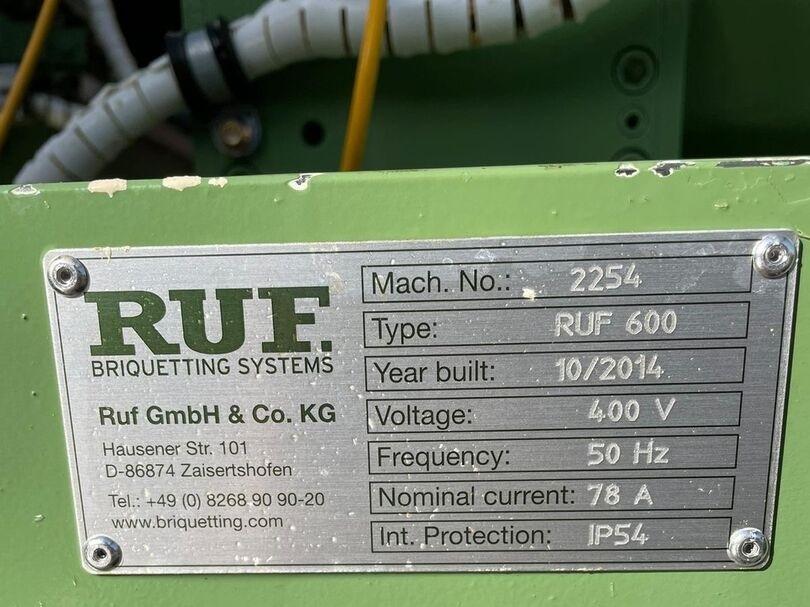 RUF.
BRIQUETTING SYSTEMS
Ruf GmbH & Co. KG
Hausener Str. 101
D-86874 Zaisertshofen
Tel.: +49 (0) 8268 90 90-20
www.briquetting.com
Mach. No.: 2254
Type: RUF 600
Year built: 10/2014
Voltage: 400 V
Frequency: 50 Hz
Nominal current: 78 A
Int. Protection: IP54